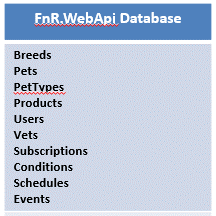 FnR.WebApi Database
Breeds
Pets
PetTypes
Products
Users
Vets
Subscriptions
Conditions
Schedules
Events